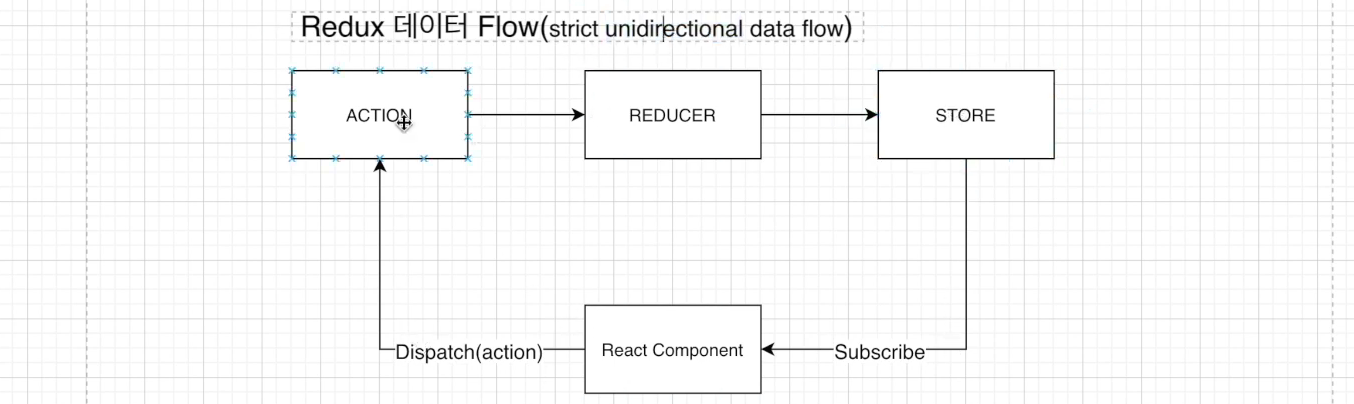 Redux 데이터 Flow(strict unidirectional data flow)
ACTION
REDUCER
STORE
Dispatch(action)
React Component
Subscribe